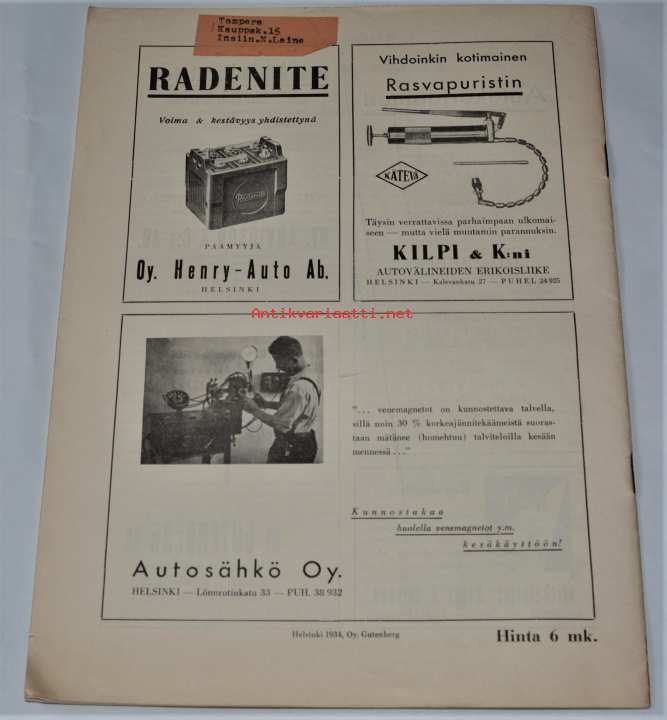 Tampere
Kauppak.15
Insiin.N.Laine
RADENITE
Voima & kestävyys yhdistettynä
PÄÄMYYJÄ
Oy. Henry-Auto Ab.
HELSINKI
Vihdoinkin kotimainen
Rasvapuristin
KATEVA
Täysin verrattavissa parhaimpaan ulkomai-
seen — mutta vielä muutamin parannuksin.
KILPI & K:ni
AUTOVÄLINEIDEN ERIKOISLIIKE
HELSINKI — Kalevankatu 27 — PUHEL 24 925
Antikvariaatti.net
"... venemagnetot on kunnostettava talvella,
sillä noin 30 % korkeajännitekäämeistä suoras-
taan mätänee (homehtuu) talviteloilla kesään
mennessä ..."
Kunnostakaa
huolella venemagnetot y.m.
kesäkäyttöön!
Autosähkö Oy.
HELSINKI — Lönnrotinkatu 33 — PUH. 38 932
Helsinki 1934, Oy. Gutenberg
Hinta 6 mk.